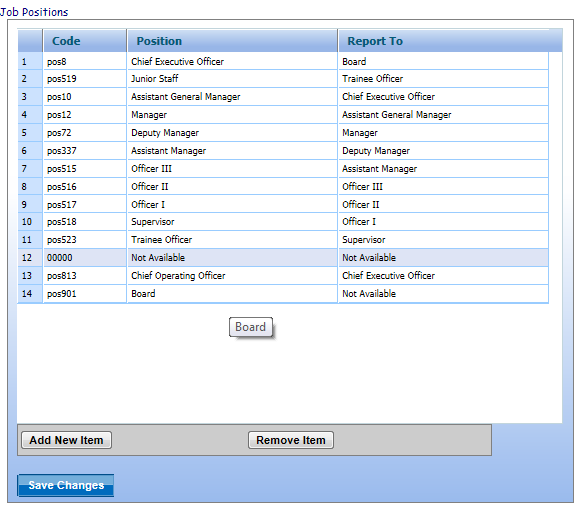 Job Positions
Code Position Report To
1 pos8 Chief Executive Officer Board
2 pos519 Junior Staff Trainee Officer
3 pos10 Assistant General Manager Chief Executive Officer
4 pos12 Manager Assistant General Manager
5 pos72 Deputy Manager Manager
6 pos337 Assistant Manager Deputy Manager
7 pos515 Officer III Assistant Manager
8 pos516 Officer II Officer III
9 pos517 Officer I Officer II
10 pos518 Supervisor Officer I
11 pos523 Trainee Officer Supervisor
12 00000 Not Available Not Available
13 pos813 Chief Operating Officer Chief Executive Officer
14 pos901 Board Not Available
Board
Add New Item Remove Item
Save Changes